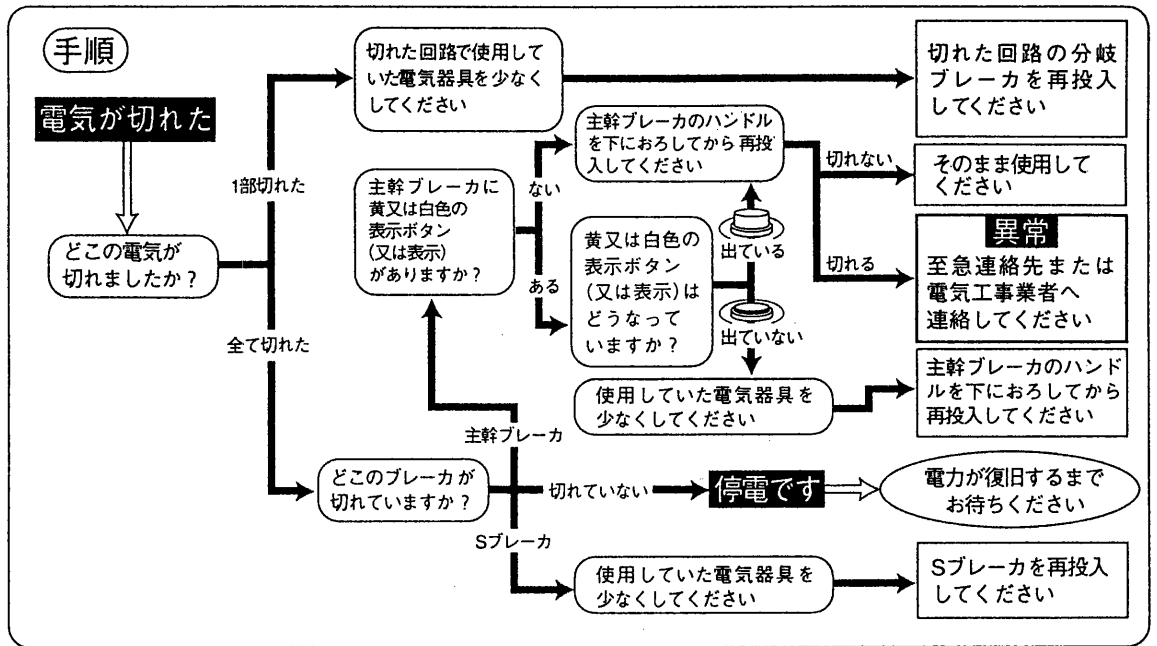 手順
電気が切れた
どこの電気が
切れましたか?
1部切れた
切れた回路で使用して
いた電気器具を少なく
してください
切れた回路の分岐
ブレーカを再投入
してください
全て切れた
どこのブレーカが
切れていますか?
主幹ブレーカ
主幹ブレーカに
黄又は白色の
表示ボタン
(又は表示)
がありますか?
ない
主幹ブレーカのハンドル
を下におろしてから再投
入してください
切れない
そのまま使用して
ください
切れる
異常
至急連絡先または
電気工事業者へ
連絡してください
ある
黄又は白色の
表示ボタン
(又は表示)は
どうなって
いますか?
出ている
出ていない
使用していた電気器具を
少なくしてください
主幹ブレーカのハンド
ルを下におろしてから
再投入してください
切れていない
停電です
電力が復旧するまで
お待ちください
Sブレーカ
使用していた電気器具を
少なくしてください
Sブレーカを再投入
してください